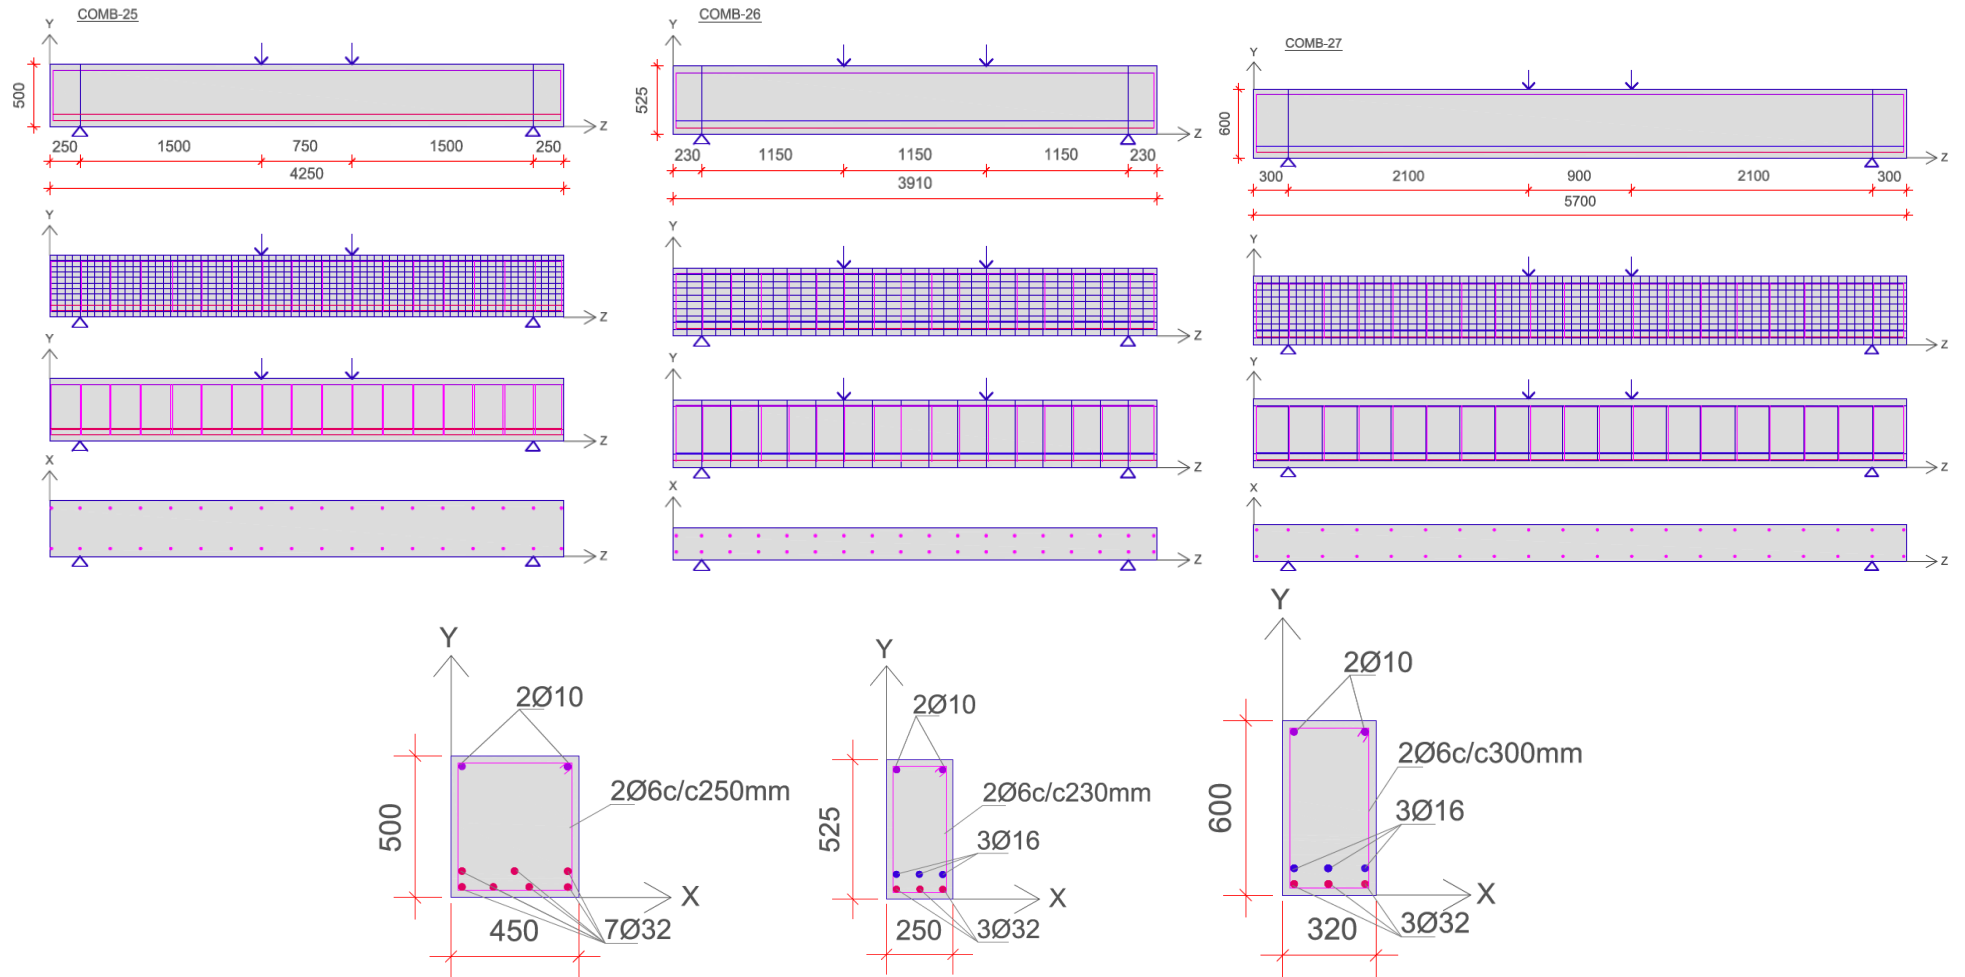 COMB-25
Y
500
Z
250 1500 750 1500 250
4250
Y
Z
Y
Z
X
Z
COMB-26
Y
525
Z
230 1150 1150 1150 230
3910
Y
Z
Y
Z
X
Z
COMB-27
Y
600
Z
300 2100 900 2100 300
5700
Y
Z
Y
Z
X
Z
Y
2Ø10
2Ø6c/c250mm
500
X
7Ø32
450
Y
2Ø10
2Ø6c/c230mm
525
3Ø16
X
3Ø32
250
Y
2Ø10
2Ø6c/c300mm
600
3Ø16
X
3Ø32
320